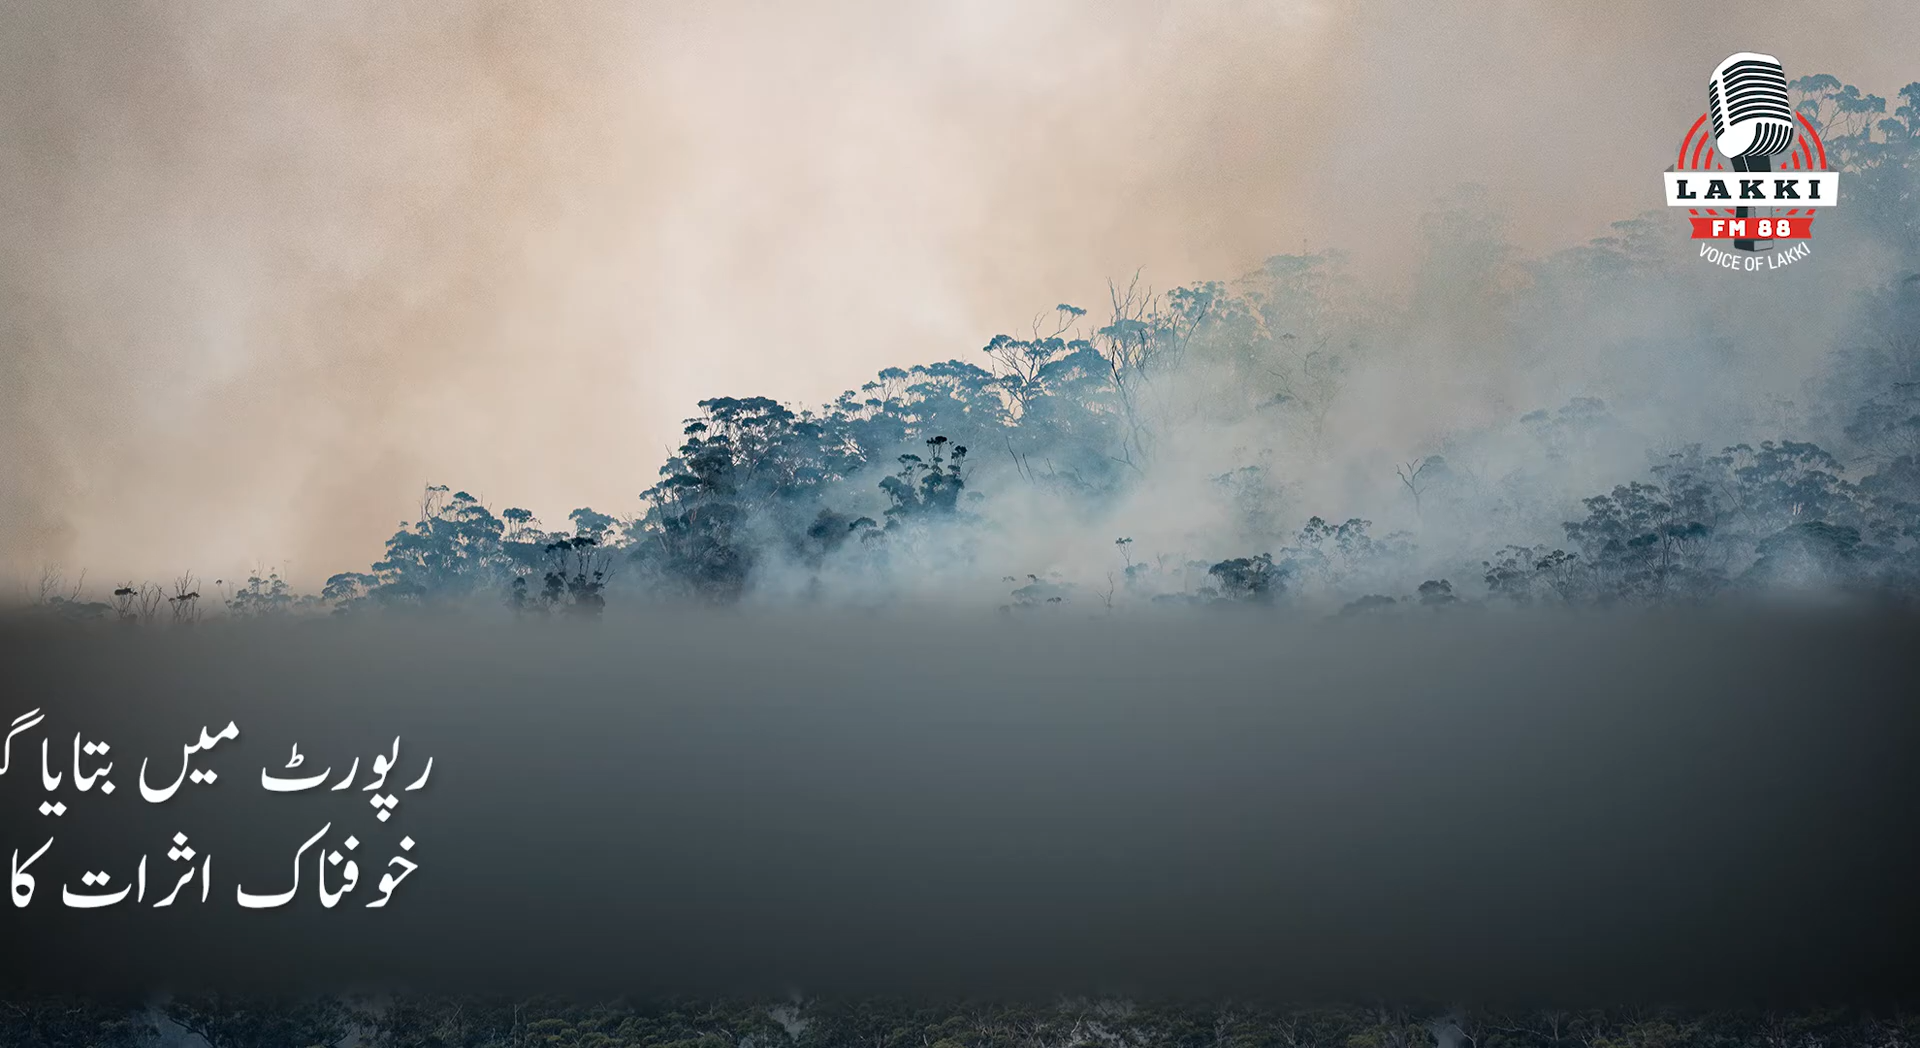 LAKKI
FM 88
VOICE OF LAKKI
رپورٹ میں بتایا
خوفناک اثرات کا